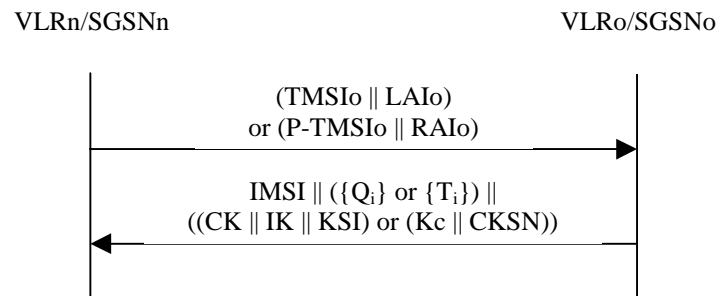 VLRn/SGSNn VLRo/SGSNo
(TMSIo || LAIo)
or (P-TMSIo || RAIo)
IMSI || ({Qi} or {Ti}) ||
((CK || IK || KSI) or (Kc || CKSN))